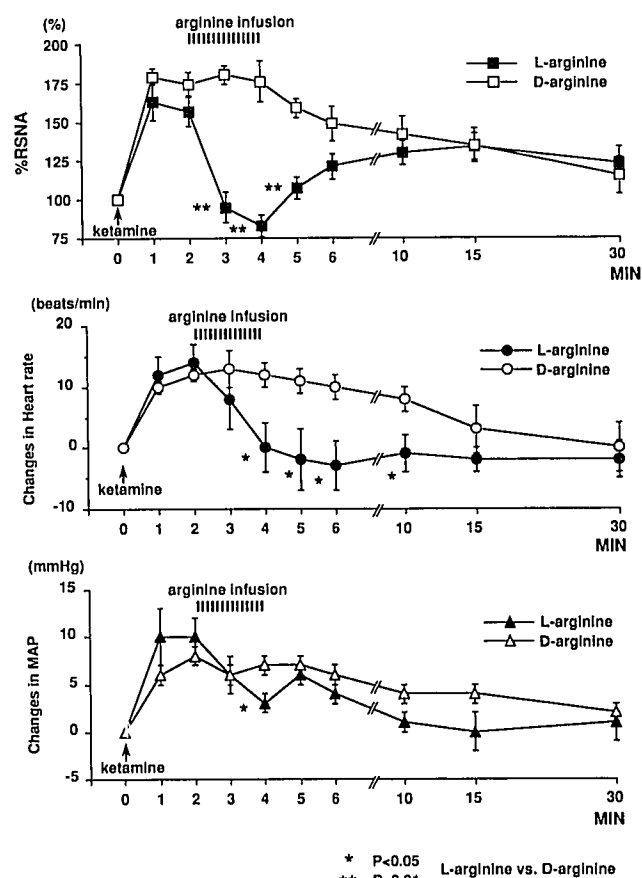 arginine infusion
(%)
200
175
150
125
100
75
%RSNA
L-arginine
D-arginine
**
**
**
ketamine
0 1 2 3 4 5 6 10 15 30
MIN
(beats/min)
arginine infusion
20
10
0
-10
Changes in Heart rate
L-arginine
D-arginine
* * * *
ketamine
0 1 2 3 4 5 6 10 15 30
MIN
(mmHg)
arginine infusion
15
10
5
0
-5
Changes in MAP
L-arginine
D-arginine
*
ketamine
0 1 2 3 4 5 6 10 15 30
MIN
* P<0.05
L-arginine vs. D-arginine
**